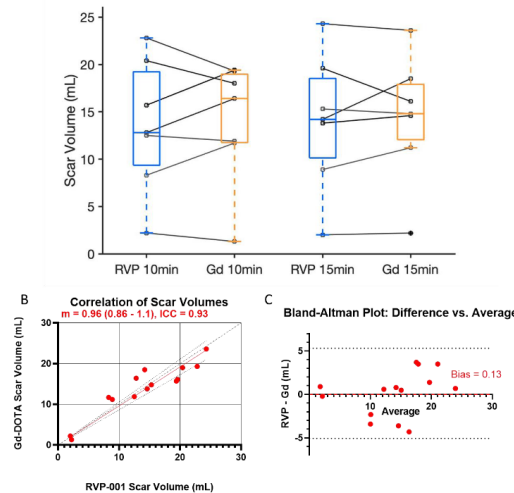 25
20
15
10
5
0
Scar Volume (mL)
RVP 10min Gd 10min RVP 15min Gd 15min
B
Correlation of Scar Volumes
m = 0.96 (0.86 - 1.1), ICC = 0.93
30
20
10
0
Gd-DOTA Scar Volume (mL)
0 10 20 30
RVP-001 Scar Volume (mL)
C
Bland-Altman Plot: Difference vs. Average
5
0
-5
RVP - Gd (mL)
Bias = 0.13
Average
10 20 30